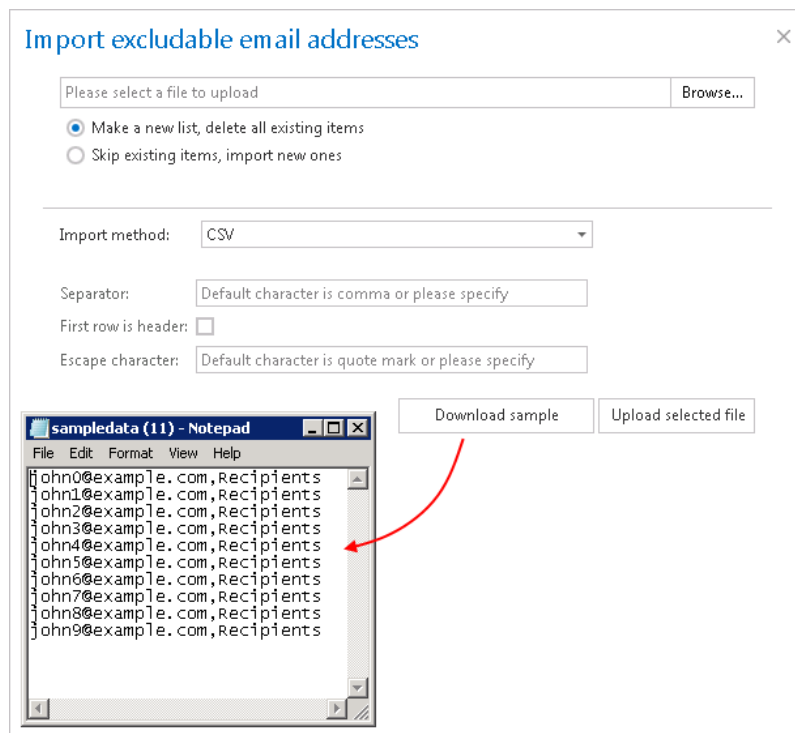 Import excludable email addresses
Please select a file to upload
Browse...
Make a new list, delete all existing items
Skip existing items, import new ones
Import method: CSV
Separator: Default character is comma or please specify
First row is header:
Escape character: Default character is quote mark or please specify
Download sample
Upload selected file
sampledata (11) - Notepad
File Edit Format View Help
john0@example.com,Recipients
john1@example.com,Recipients
john2@example.com,Recipients
john3@example.com,Recipients
john4@example.com,Recipients
john5@example.com,Recipients
john6@example.com,Recipients
john7@example.com,Recipients
john8@example.com,Recipients
john9@example.com,Recipients